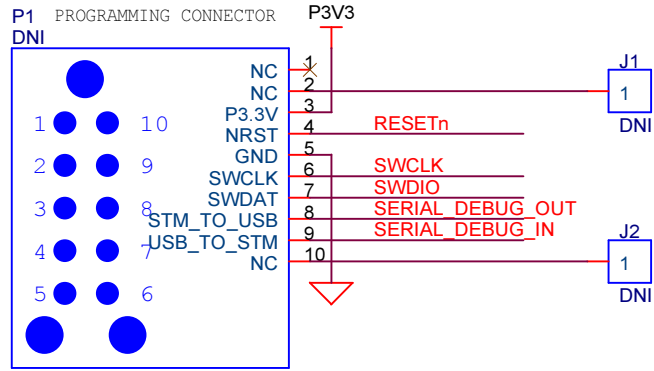 P1 PROGRAMMING CONNECTOR P3V3
DNI
NC 1
NC 2
P3.3V 3
NRST 4 RESETn
GND 5
SWCLK 6 SWCLK
SWDAT 7 SWDIO
STM_TO_USB 8 SERIAL_DEBUG_OUT
USB_TO_STM 9 SERIAL_DEBUG_IN
NC 10
1 10
2 9
3 8
4 7
5 6
J1
1
DNI
J2
1
DNI